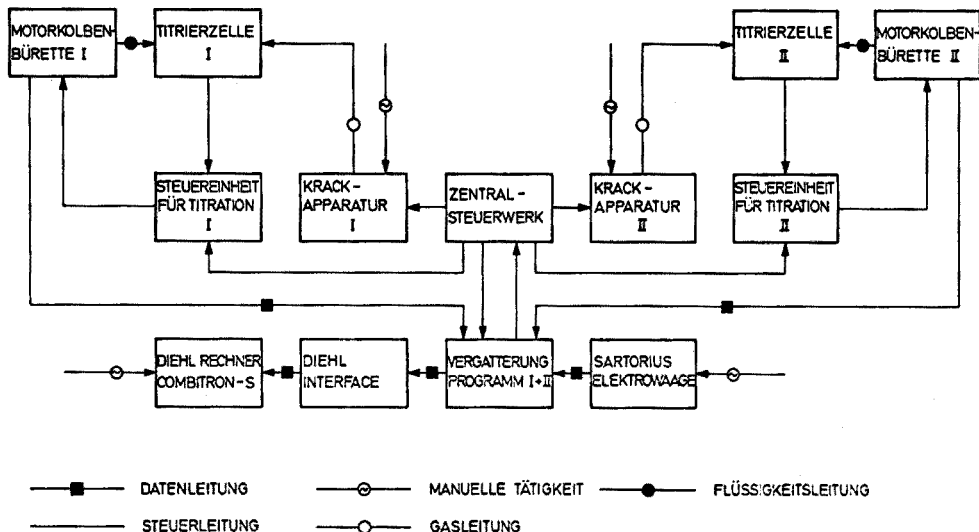 MOTORKOLBEN-
BÜRETTE I
TITRIERZELLE
I
TITRIERZELLE
II
MOTORKOLBEN-
BÜRETTE II
STEUEREINHEIT
FÜR TITRATION
I
KRACK-
APPARATUR
I
ZENTRAL-
STEUERWERK
KRACK-
APPARATUR
II
STEUEREINHEIT
FÜR TITRATION
II
DIEHL RECHNER
COMBITRON-S
DIEHL
INTERFACE
VERGATTERUNG
PROGRAMM I+II
SARTORIUS
ELEKTROWAAGE
DATENLEITUNG
MANUELLE TÄTIGKEIT
FLÜSSIGKEITSLEITUNG
STEUERLEITUNG
GASLEITUNG